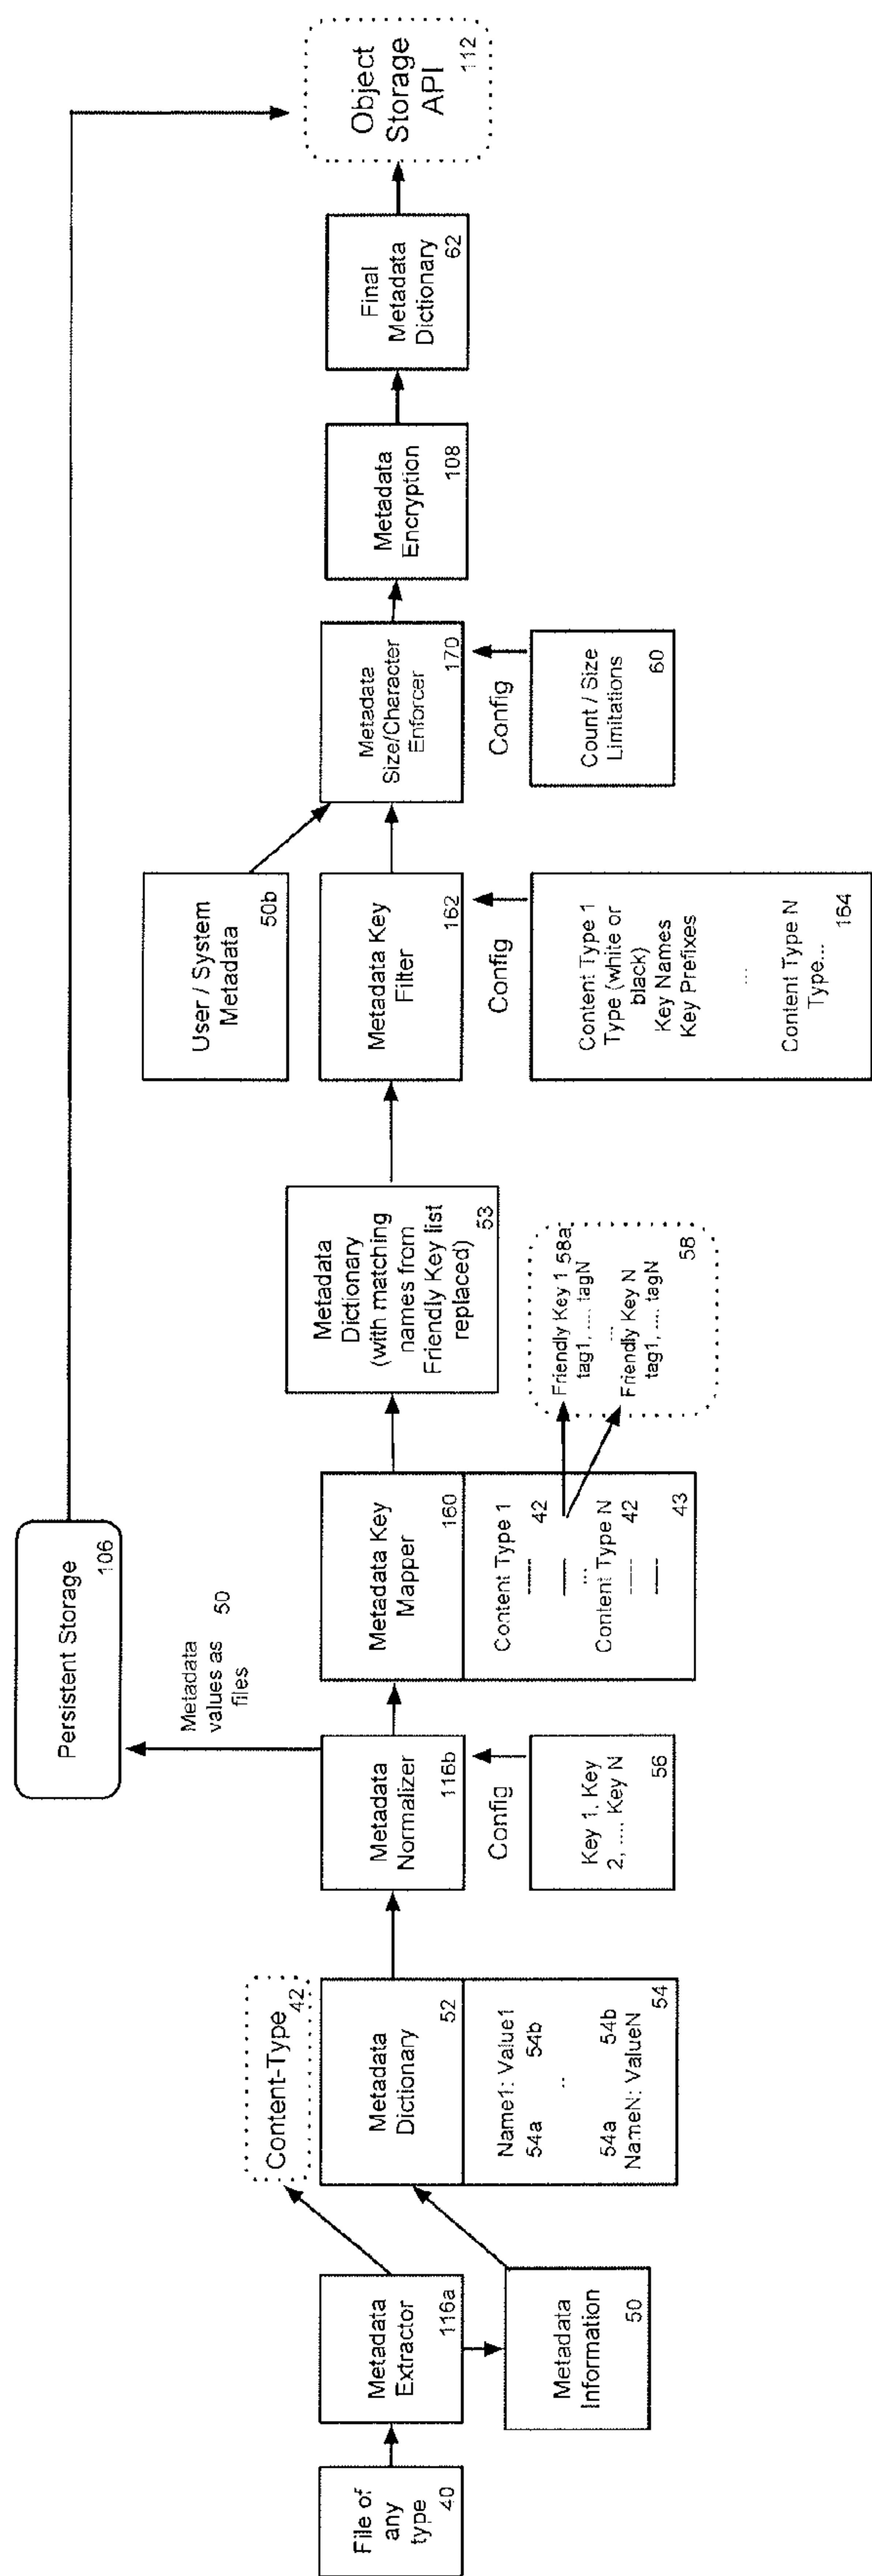 File of
any
type
40
Metadata
Extractor
116a
Metadata
Information
50
Content-Type
42
Metadata
Dictionary
52
Name1: Value1
54a 54b
..
54a 54b
NameN: ValueN
54
Metadata
Normalizer
116b
Config
Key 1, Key
2, .... Key N
56
Metadata
values as
files
50
Persistent Storage
106
Metadata Key
Mapper
160
Content Type 1
42
...
Content Type N
42
43
Friendly Key 1 58a
tag1, .... tagN
...
Friendly Key N
tag1, .... tagN
58
Metadata
Dictionary
(with matching
names from
Friendly Key list
replaced)
53
Metadata Key
Filter
162
Config
Content Type 1
Type (white or
black)
Key Names
Key Prefixes
...
Content Type N
Type...
164
User / System
Metadata
50b
Metadata
Size/Character
Enforcer
170
Config
Count / Size
Limitations
60
Metadata
Encryption
108
Final
Metadata
Dictionary
62
Object
Storage
API
112